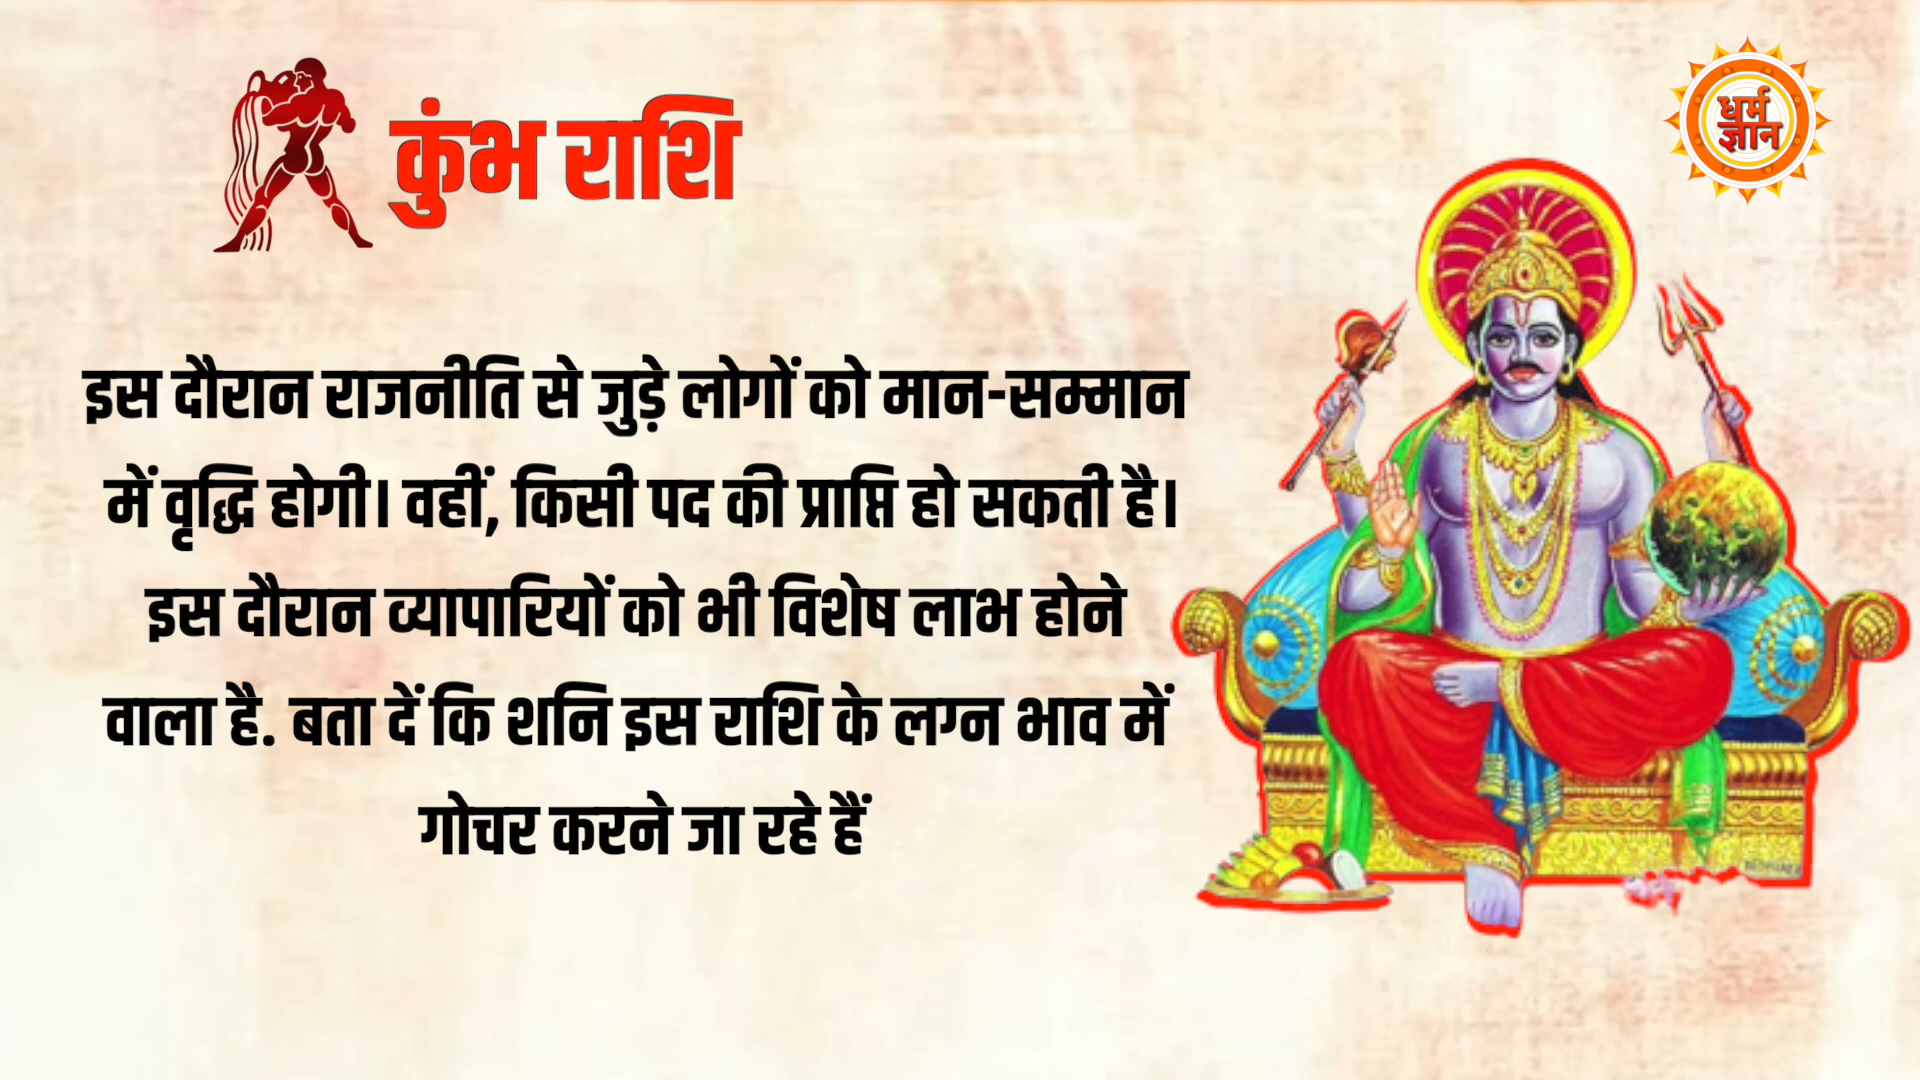 कुंभ राशि
धर्म
ज्ञान
इस दौरान राजनीति से जुड़े लोगों को मान-सम्मान
में वृद्धि होगी। वहीं, किसी पद की प्राप्ति हो सकती है।
इस दौरान व्यापारियों को भी विशेष लाभ होने
वाला है. बता दें कि शनि इस राशि के लग्न भाव में
गोचर करने जा रहे हैं